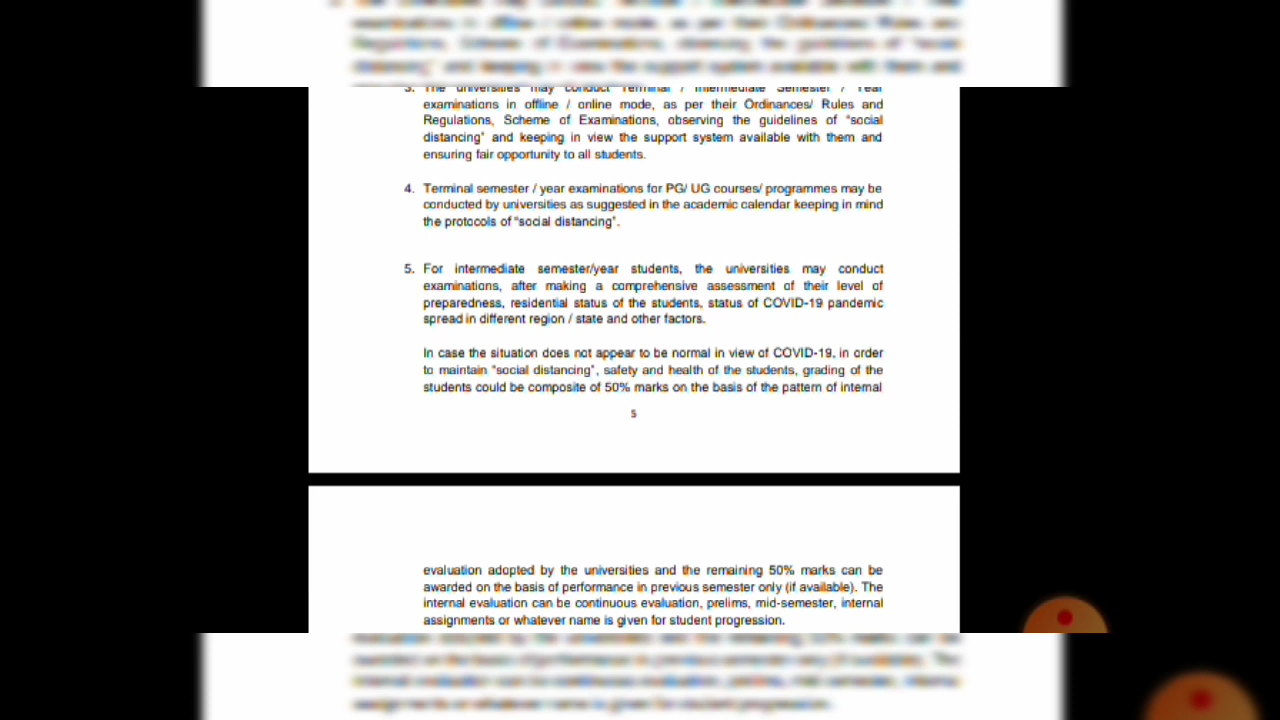 3. The universities may conduct Terminal / Intermediate Semester / Year
examinations in offline / online mode, as per their Ordinances/ Rules and
Regulations, Scheme of Examinations, observing the guidelines of "social
distancing" and keeping in view the support system available with them and
ensuring fair opportunity to all students.
4. Terminal semester / year examinations for PG/ UG courses/ programmes may be
conducted by universities as suggested in the academic calendar keeping in mind
the protocols of "social distancing".
5. For intermediate semester/year students, the universities may conduct
examinations, after making a comprehensive assessment of their level of
preparedness, residential status of the students, status of COVID-19 pandemic
spread in different region / state and other factors.
In case the situation does not appear to be normal in view of COVID-19, in order
to maintain "social distancing", safety and health of the students, grading of the
students could be composite of 50% marks on the basis of the pattern of internal
5
evaluation adopted by the universities and the remaining 50% marks can be
awarded on the basis of performance in previous semester only (if available). The
internal evaluation can be continuous evaluation, prelims, mid-semester, internal
assignments or whatever name is given for student progression.